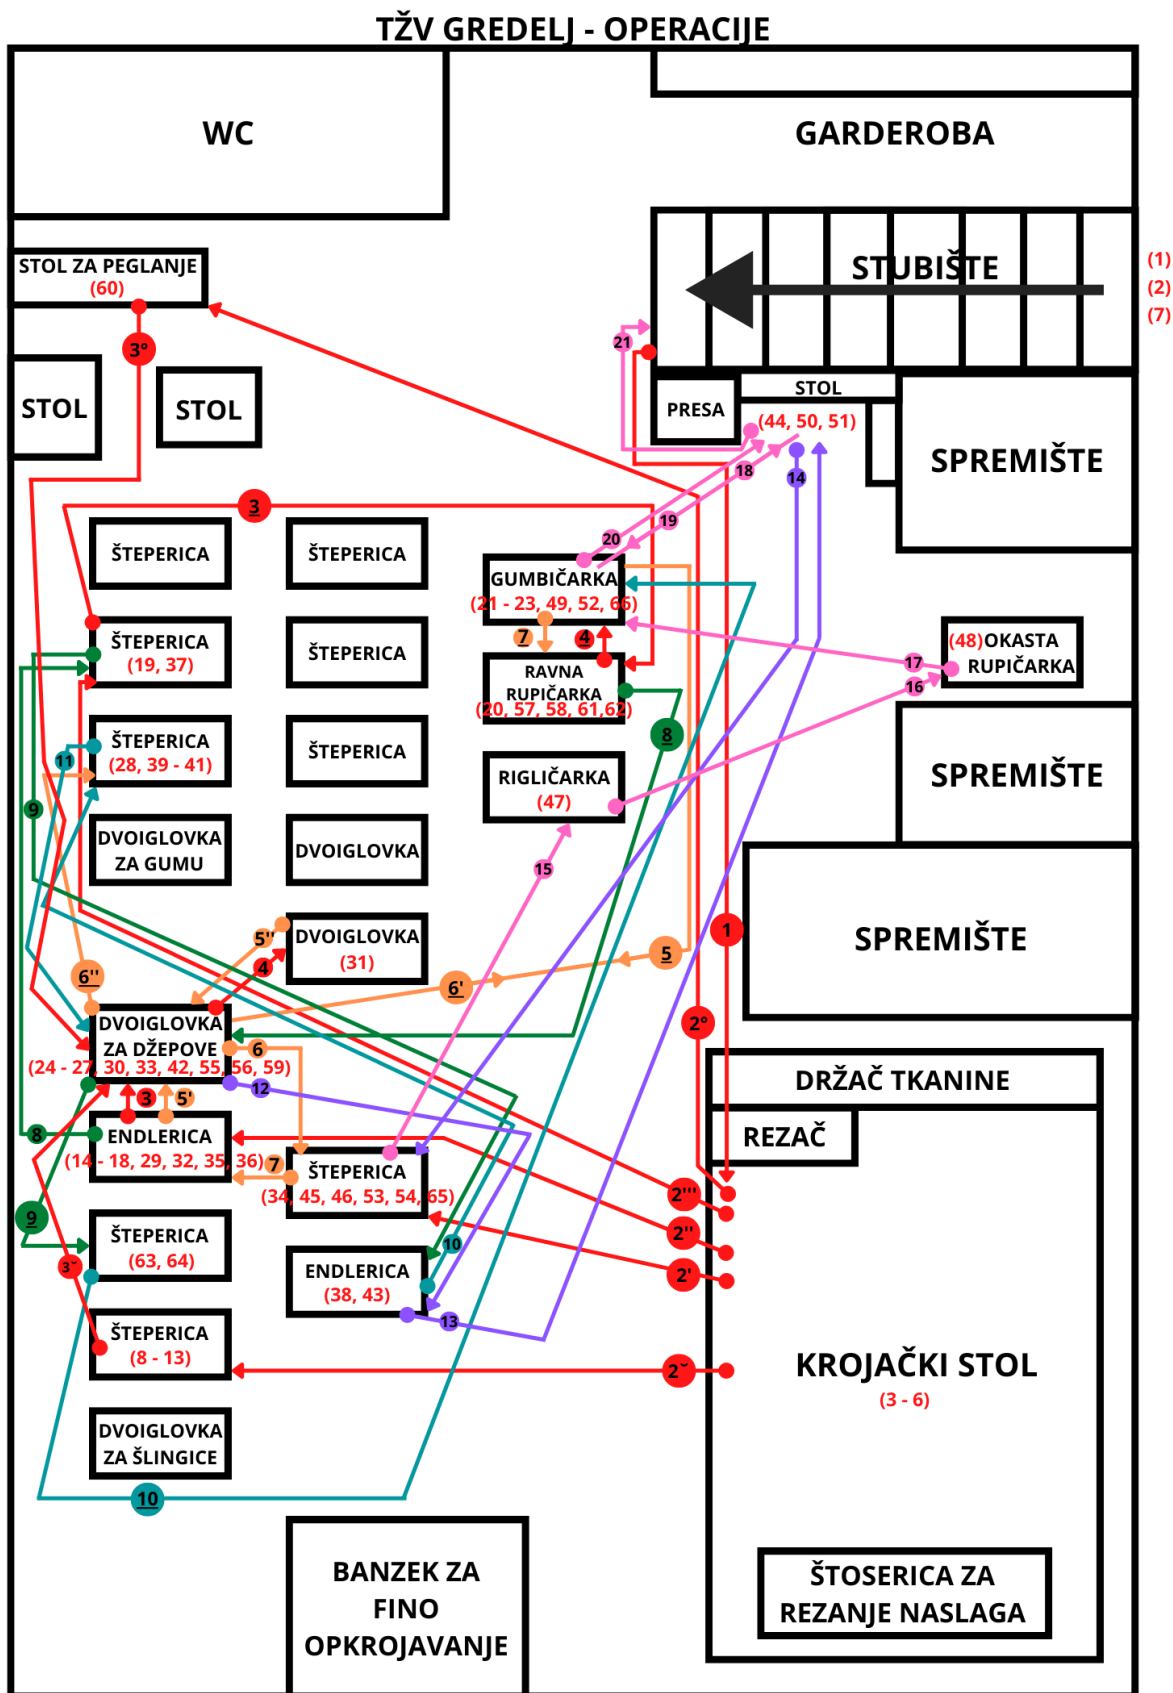 TŽV GREDELJ - OPERACIJE
WC
GARDEROBA
STOL ZA PEGLANJE
(60)
STUBIŠTE
(1)
(2)
(7)
3°
21
STOL
STOL
PRESA
STOL
(44, 50, 51)
SPREMIŠTE
18
14
3
19
20
ŠTEPERICA
ŠTEPERICA
GUMBIČARKA
(21 - 23, 49, 52, 66)
7
4
ŠTEPERICA
(19, 37)
ŠTEPERICA
RAVNA
RUPIČARKA
(20, 57, 58, 61,62)
(48)OKASTA
RUPIČARKA
17
16
8
11
ŠTEPERICA
(28, 39 - 41)
ŠTEPERICA
RIGLIČARKA
(47)
SPREMIŠTE
9
DVOIGLOVKA
ZA GUMU
DVOIGLOVKA
15
5''
4
DVOIGLOVKA
(31)
1
5
SPREMIŠTE
6''
6'
DVOIGLOVKA
ZA DŽEPOVE
(24 - 27, 30, 33, 42, 55, 56, 59)
2°
6
12
3
5'
DRŽAČ TKANINE
REZAČ
8
ENDLERICA
(14 - 18, 29, 32, 35, 36)
7
ŠTEPERICA
(34, 45, 46, 53, 54, 65)
2'''
9
2''
10
3˘
ŠTEPERICA
(63, 64)
ENDLERICA
(38, 43)
2'
13
ŠTEPERICA
(8 - 13)
2˘
KROJAČKI STOL
(3 - 6)
DVOIGLOVKA
ZA ŠLINGICE
10
BANZEK ZA
FINO
OPKROJAVANJE
ŠTOSERICA ZA
REZANJE NASLAGA